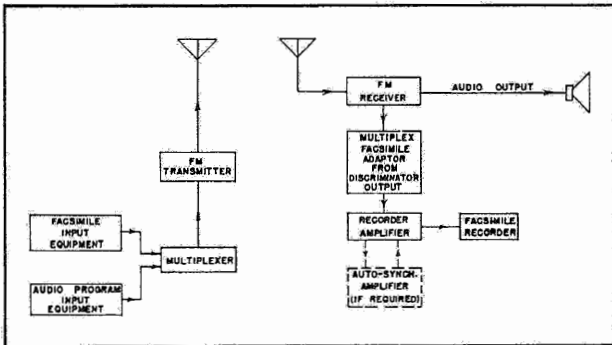 FACSIMILE
INPUT
EQUIPMENT
AUDIO PROGRAM
INPUT
EQUIPMENT
MULTIPLEXER
FM
TRANSMITTER
FM
RECEIVER
AUDIO OUTPUT
MULTIPLEX
FACSIMILE
ADAPTOR
FROM
DISCRIMINATOR
OUTPUT
RECORDER
AMPLIFIER
FACSIMILE
RECORDER
AUTO-SYNCH.
AMPLIFIER
(IF REQUIRED)